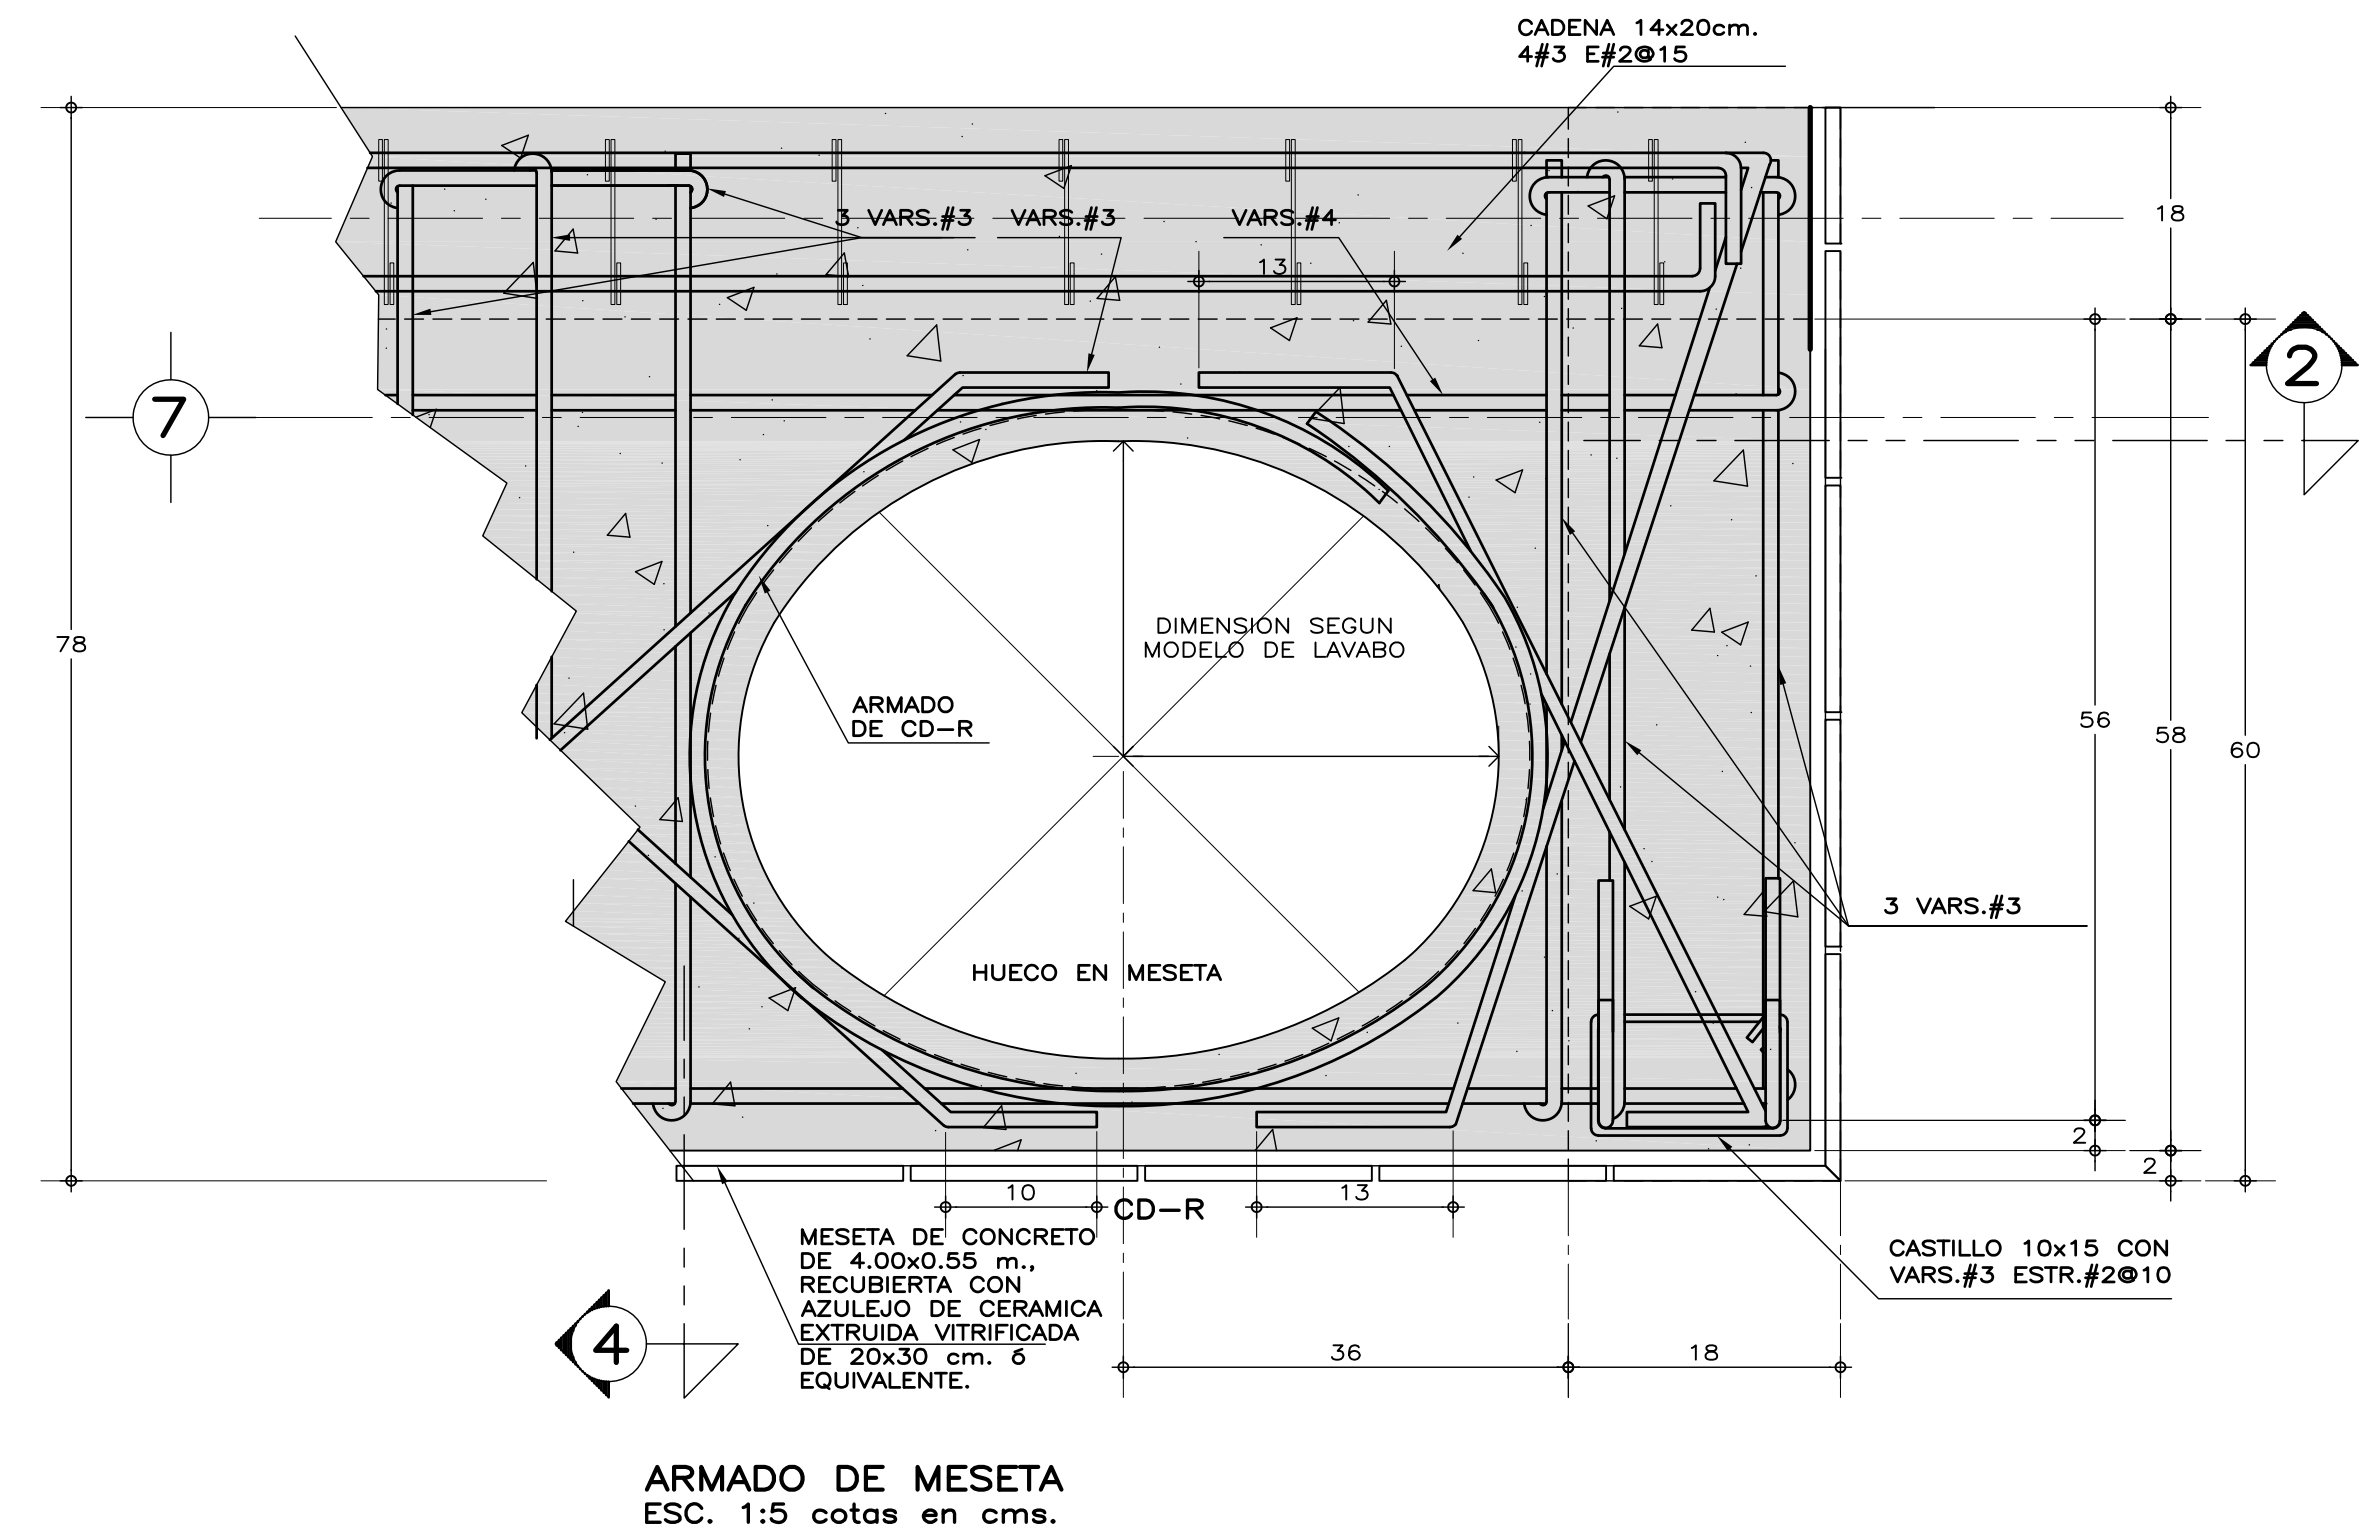 CADENA 14x20cm.
4#3 E#2@15
3 VARS.#3
VARS.#3
VARS.#4
18
13
2
7
78
DIMENSION SEGUN
MODELO DE LAVABO
ARMADO
DE CD-R
56
58
60
3 VARS.#3
HUECO EN MESETA
2
2
10
CD-R
13
MESETA DE CONCRETO
DE 4.00x0.55 m.,
RECUBIERTA CON
AZULEJO DE CERAMICA
EXTRUIDA VITRIFICADA
DE 20x30 cm. ó
EQUIVALENTE.
CASTILLO 10x15 CON
VARS.#3 ESTR.#2@10
4
36
18
ARMADO DE MESETA
ESC. 1:5 cotas en cms.